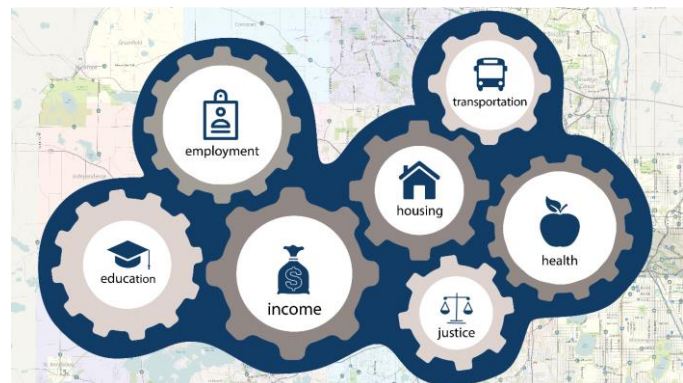 transportation
employment
housing
education
health
income
$
justice